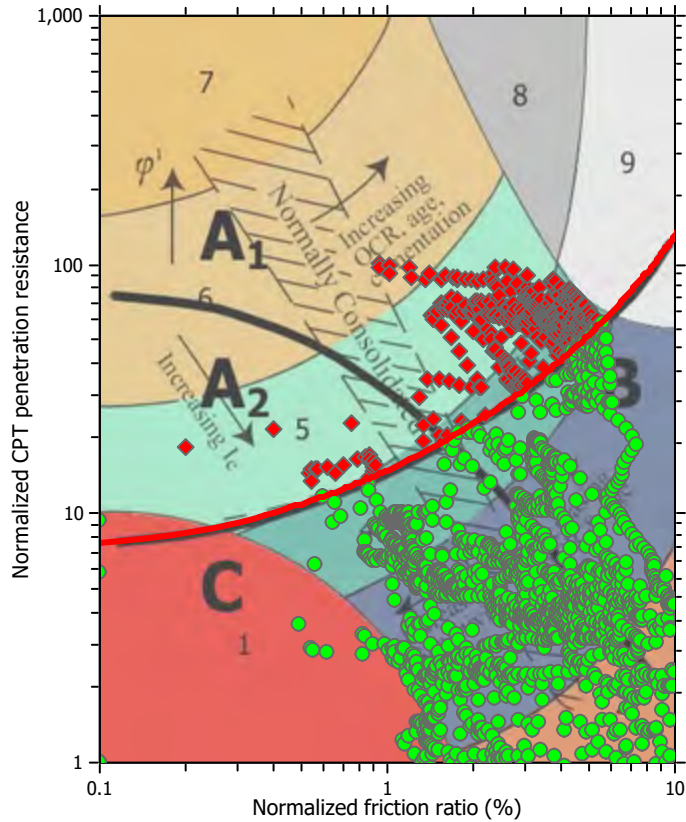 Normalized CPT penetration resistance
1,000
100
10
1
7
8
9
φ'
A1
Normally Consolidated
Increasing
OCR, age,
cementation
6
A2
Increasing Ic
5
B
C
1
0.1
1
10
Normalized friction ratio (%)